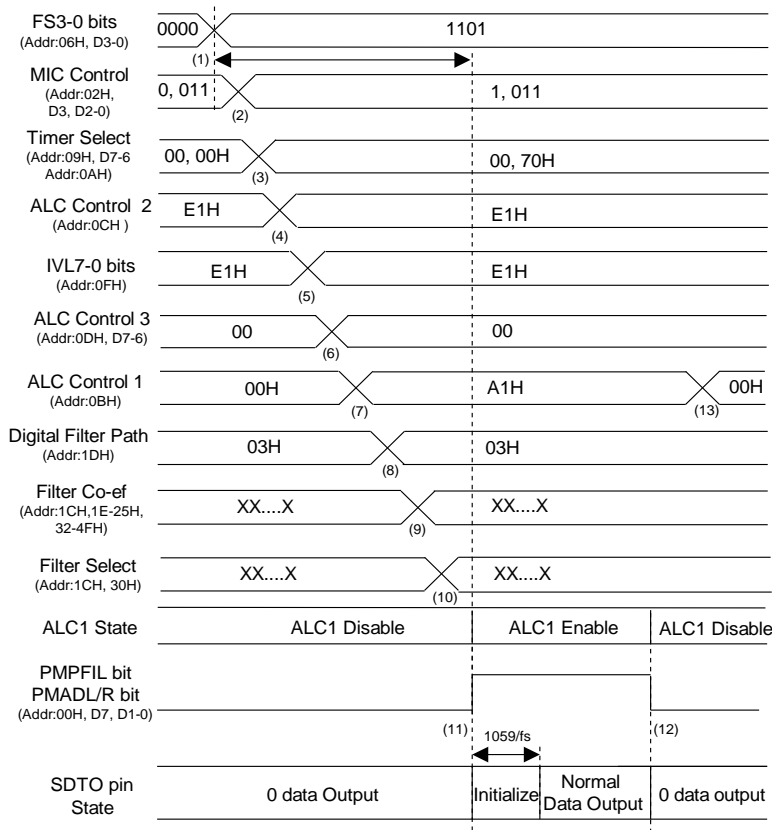 FS3-0 bits
(Addr:06H, D3-0)
0000
1101
(1)
MIC Control
(Addr:02H,
D3, D2-0)
0, 011
1, 011
(2)
Timer Select
(Addr:09H, D7-6
Addr:0AH)
00, 00H
00, 70H
(3)
ALC Control 2
(Addr:0CH )
E1H
E1H
(4)
IVL7-0 bits
(Addr:0FH)
E1H
E1H
(5)
ALC Control 3
(Addr:0DH, D7-6)
00
00
(6)
ALC Control 1
(Addr:0BH)
00H
A1H
00H
(7)
(13)
Digital Filter Path
(Addr:1DH)
03H
03H
(8)
Filter Co-ef
(Addr:1CH,1E-25H,
32-4FH)
XX....X
XX....X
(9)
Filter Select
(Addr:1CH, 30H)
XX....X
XX....X
(10)
ALC1 State
ALC1 Disable
ALC1 Enable
ALC1 Disable
PMPFIL bit
PMADL/R bit
(Addr:00H, D7, D1-0)
(11)
(12)
1059/fs
SDTO pin
State
0 data Output
Initialize
Normal
Data Output
0 data output